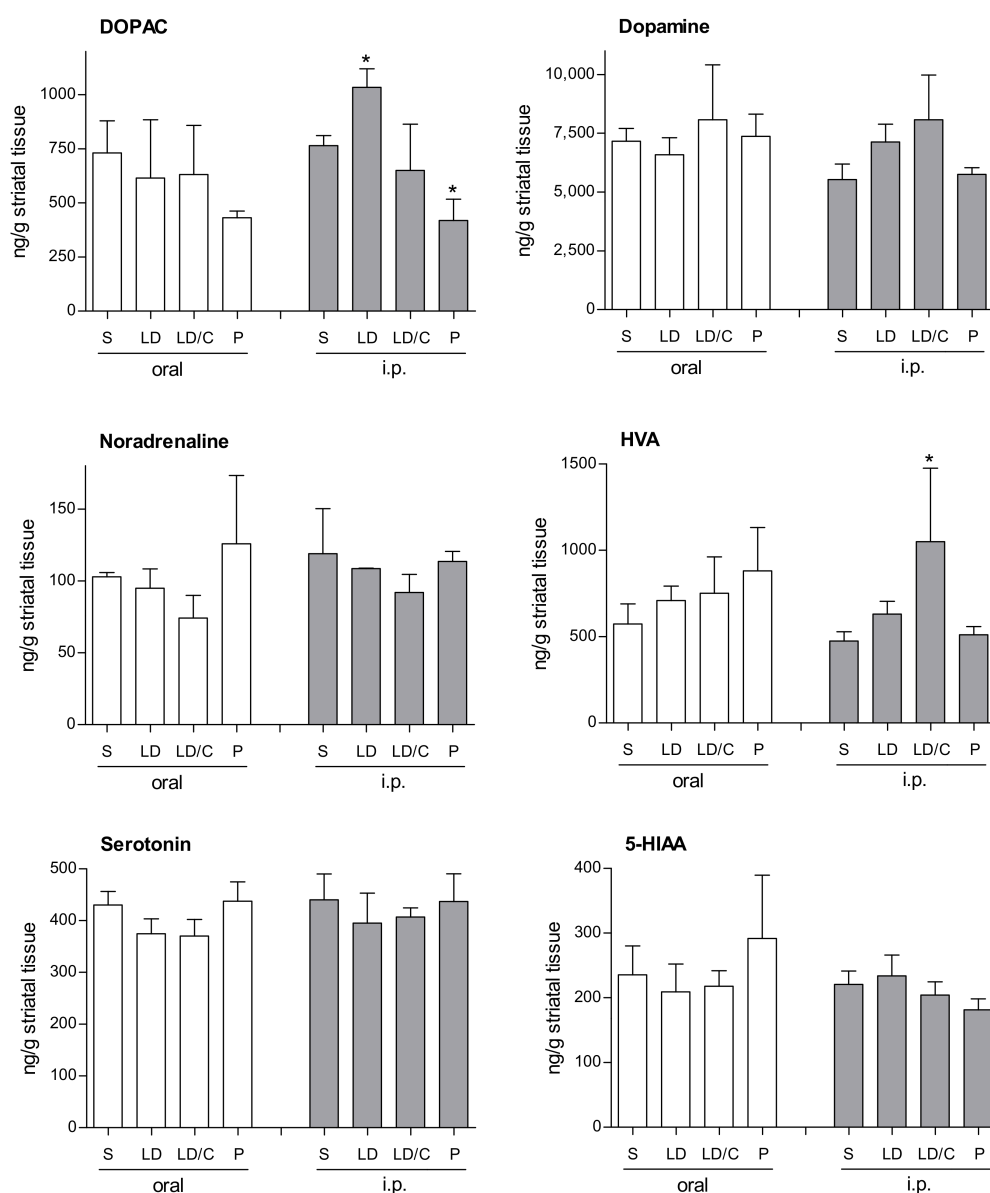 DOPAC
ng/g striatal tissue
1000
750
500
250
0
*
*
S LD LD/C P S LD LD/C P
oral i.p.
Dopamine
ng/g striatal tissue
10,000
7,500
5,000
2,500
0
S LD LD/C P S LD LD/C P
oral i.p.
Noradrenaline
ng/g striatal tissue
150
100
50
0
S LD LD/C P S LD LD/C P
oral i.p.
HVA
ng/g striatal tissue
1500
1000
500
0
*
S LD LD/C P S LD LD/C P
oral i.p.
Serotonin
ng/g striatal tissue
500
400
300
200
100
0
S LD LD/C P S LD LD/C P
oral i.p.
5-HIAA
ng/g striatal tissue
400
300
200
100
0
S LD LD/C P S LD LD/C P
oral i.p.